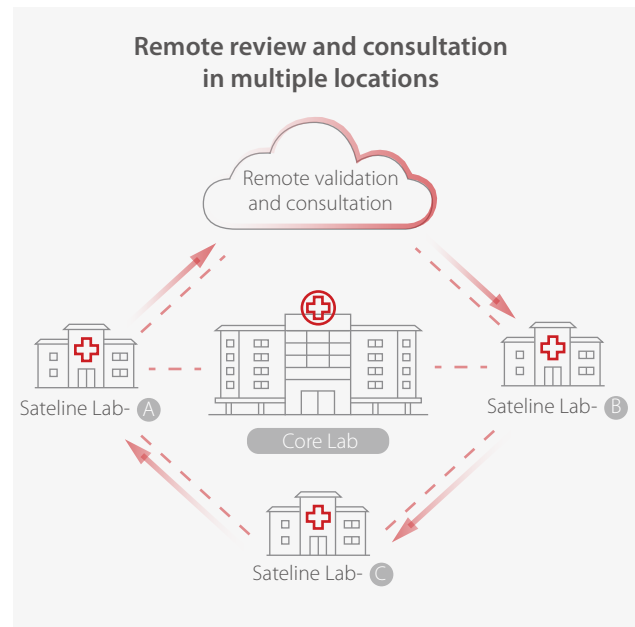 Remote review and consultation
in multiple locations
Remote validation
and consultation
Sateline Lab- A
Sateline Lab- B
Core Lab
Sateline Lab- C